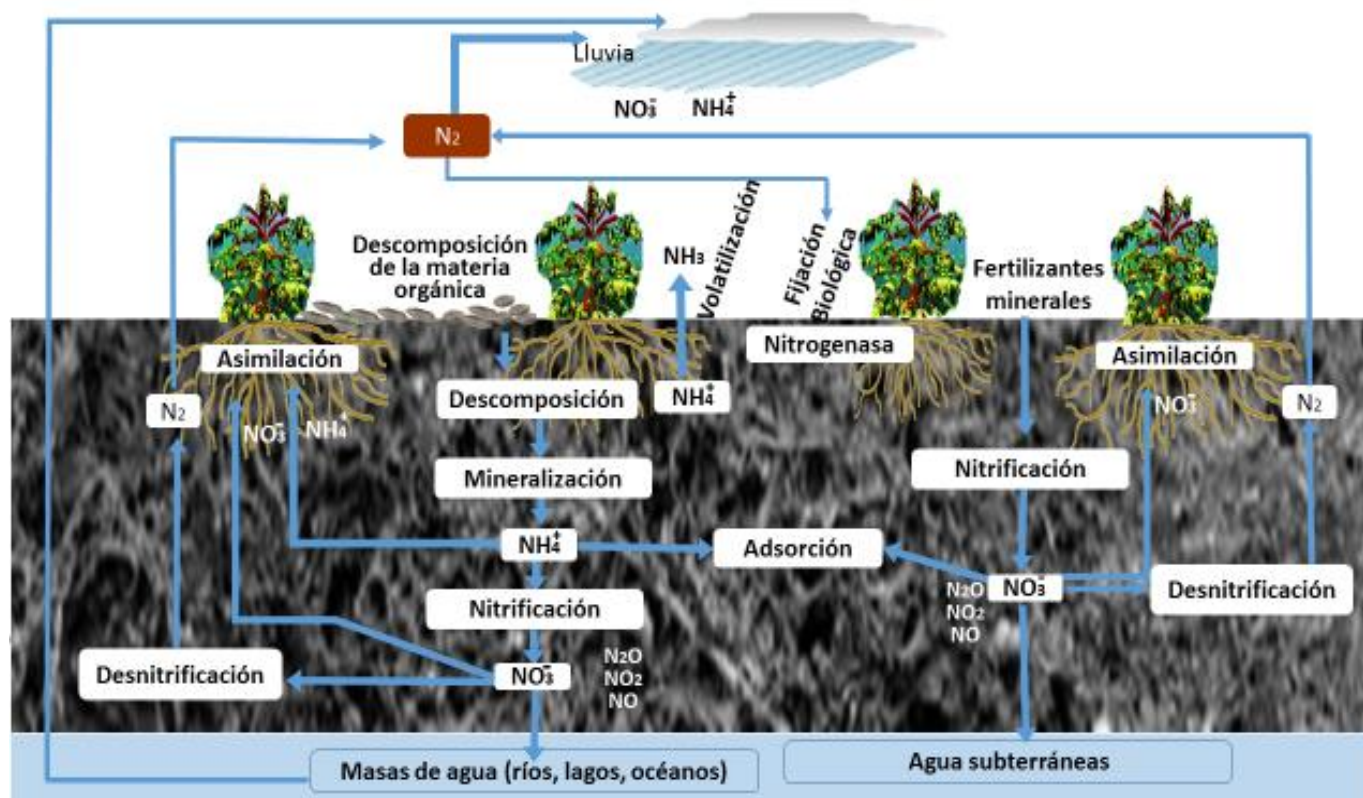 Lluvia
NO₃⁻ NH₄⁺
N₂
Descomposición
de la materia
orgánica
NH₃
Volatilización
Fijación
Biológica
Fertilizantes
minerales
Asimilación
Nitrogenasa
Asimilación
N₂
NO₃⁻ NH₄⁺
Descomposición
NH₄⁺
NO₃⁻
N₂
Mineralización
Nitrificación
NH₄⁺
Adsorción
N₂O
NO₂
NO
NO₃⁻
Desnitrificación
Nitrificación
Desnitrificación
NO₃⁻
N₂O
NO₂
NO
Masas de agua (ríos, lagos, océanos)
Agua subterráneas